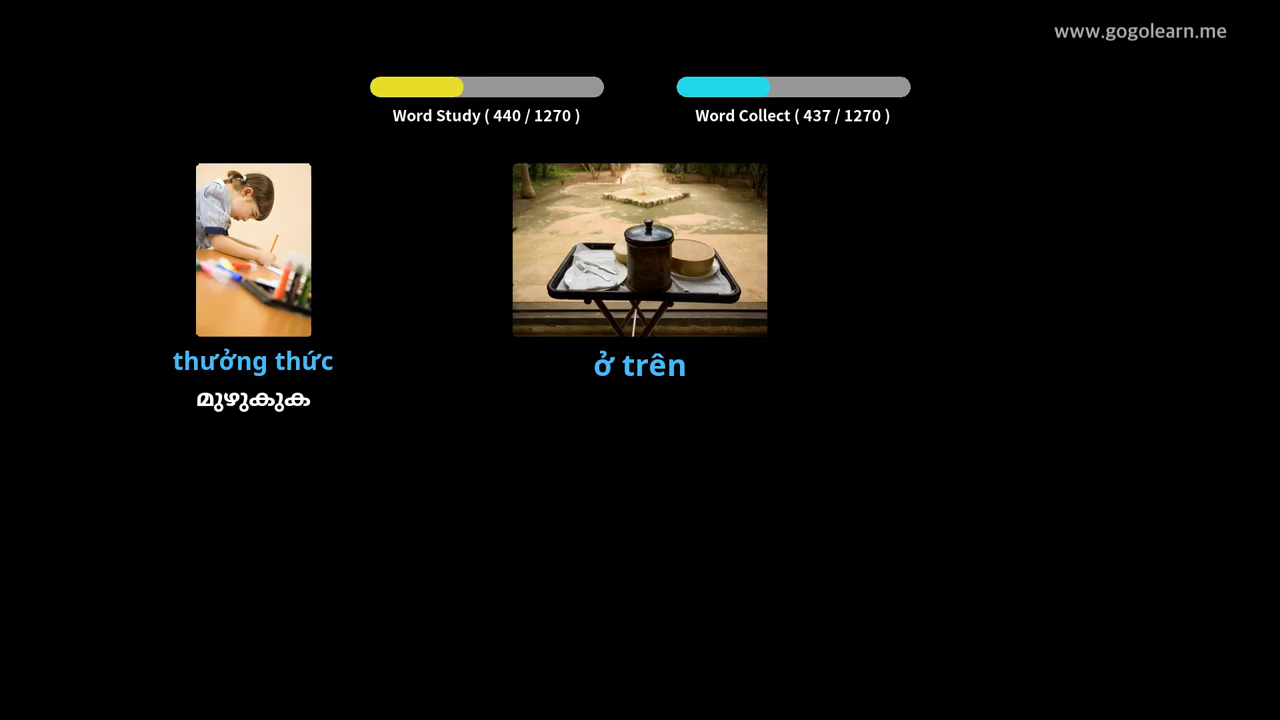 www.gogolearn.me
Word Study ( 440 / 1270 )
Word Collect ( 437 / 1270 )
thưởng thức
മുഴുകുക
ở trên